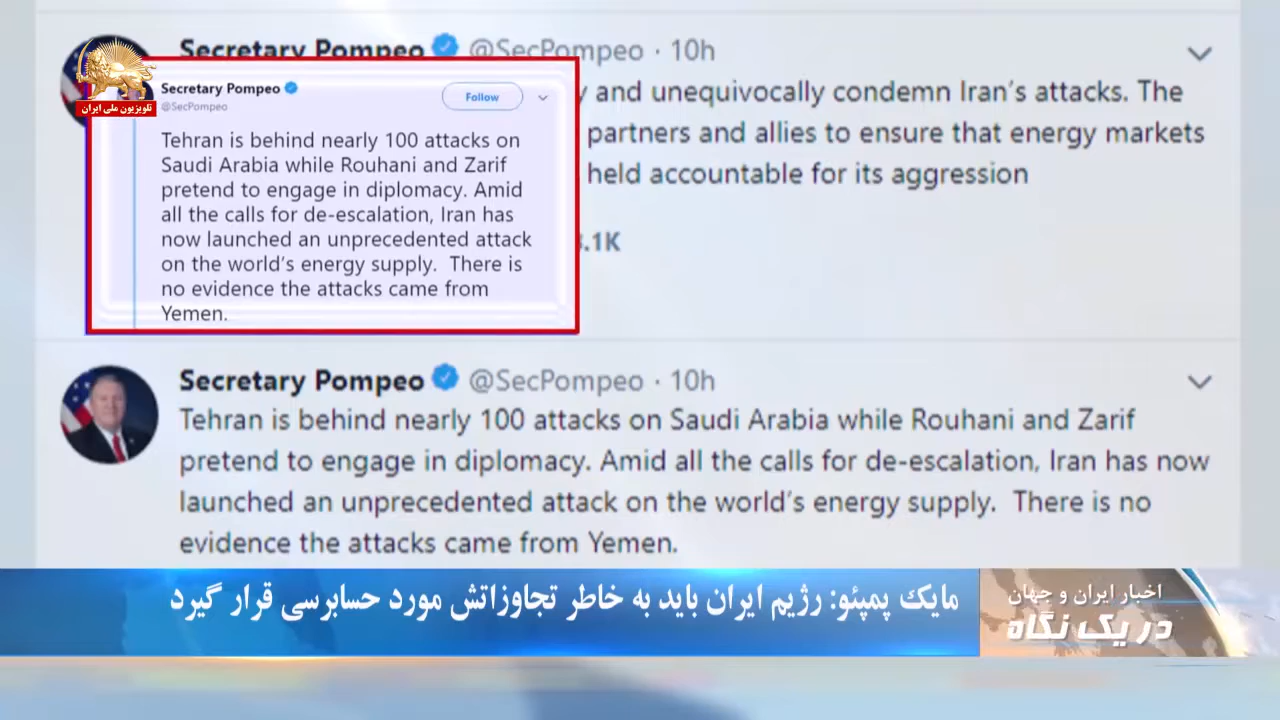 Secretary Pompeo @SecPompeo · 10h
and unequivocally condemn Iran's attacks. The
partners and allies to ensure that energy markets
held accountable for its aggression
.1K
تلویزیون ملی ایران
Secretary Pompeo
@SecPompeo
Follow
Tehran is behind nearly 100 attacks on
Saudi Arabia while Rouhani and Zarif
pretend to engage in diplomacy. Amid
all the calls for de-escalation, Iran has
now launched an unprecedented attack
on the world's energy supply.  There is
no evidence the attacks came from
Yemen.
Secretary Pompeo @SecPompeo · 10h
Tehran is behind nearly 100 attacks on Saudi Arabia while Rouhani and Zarif
pretend to engage in diplomacy. Amid all the calls for de-escalation, Iran has now
launched an unprecedented attack on the world's energy supply.  There is no
evidence the attacks came from Yemen.
اخبار ایران و جهان
در یک نگاه
مایک پمپئو: رژیم ایران باید به خاطر تجاوزاتش مورد حسابرسی قرار گیرد